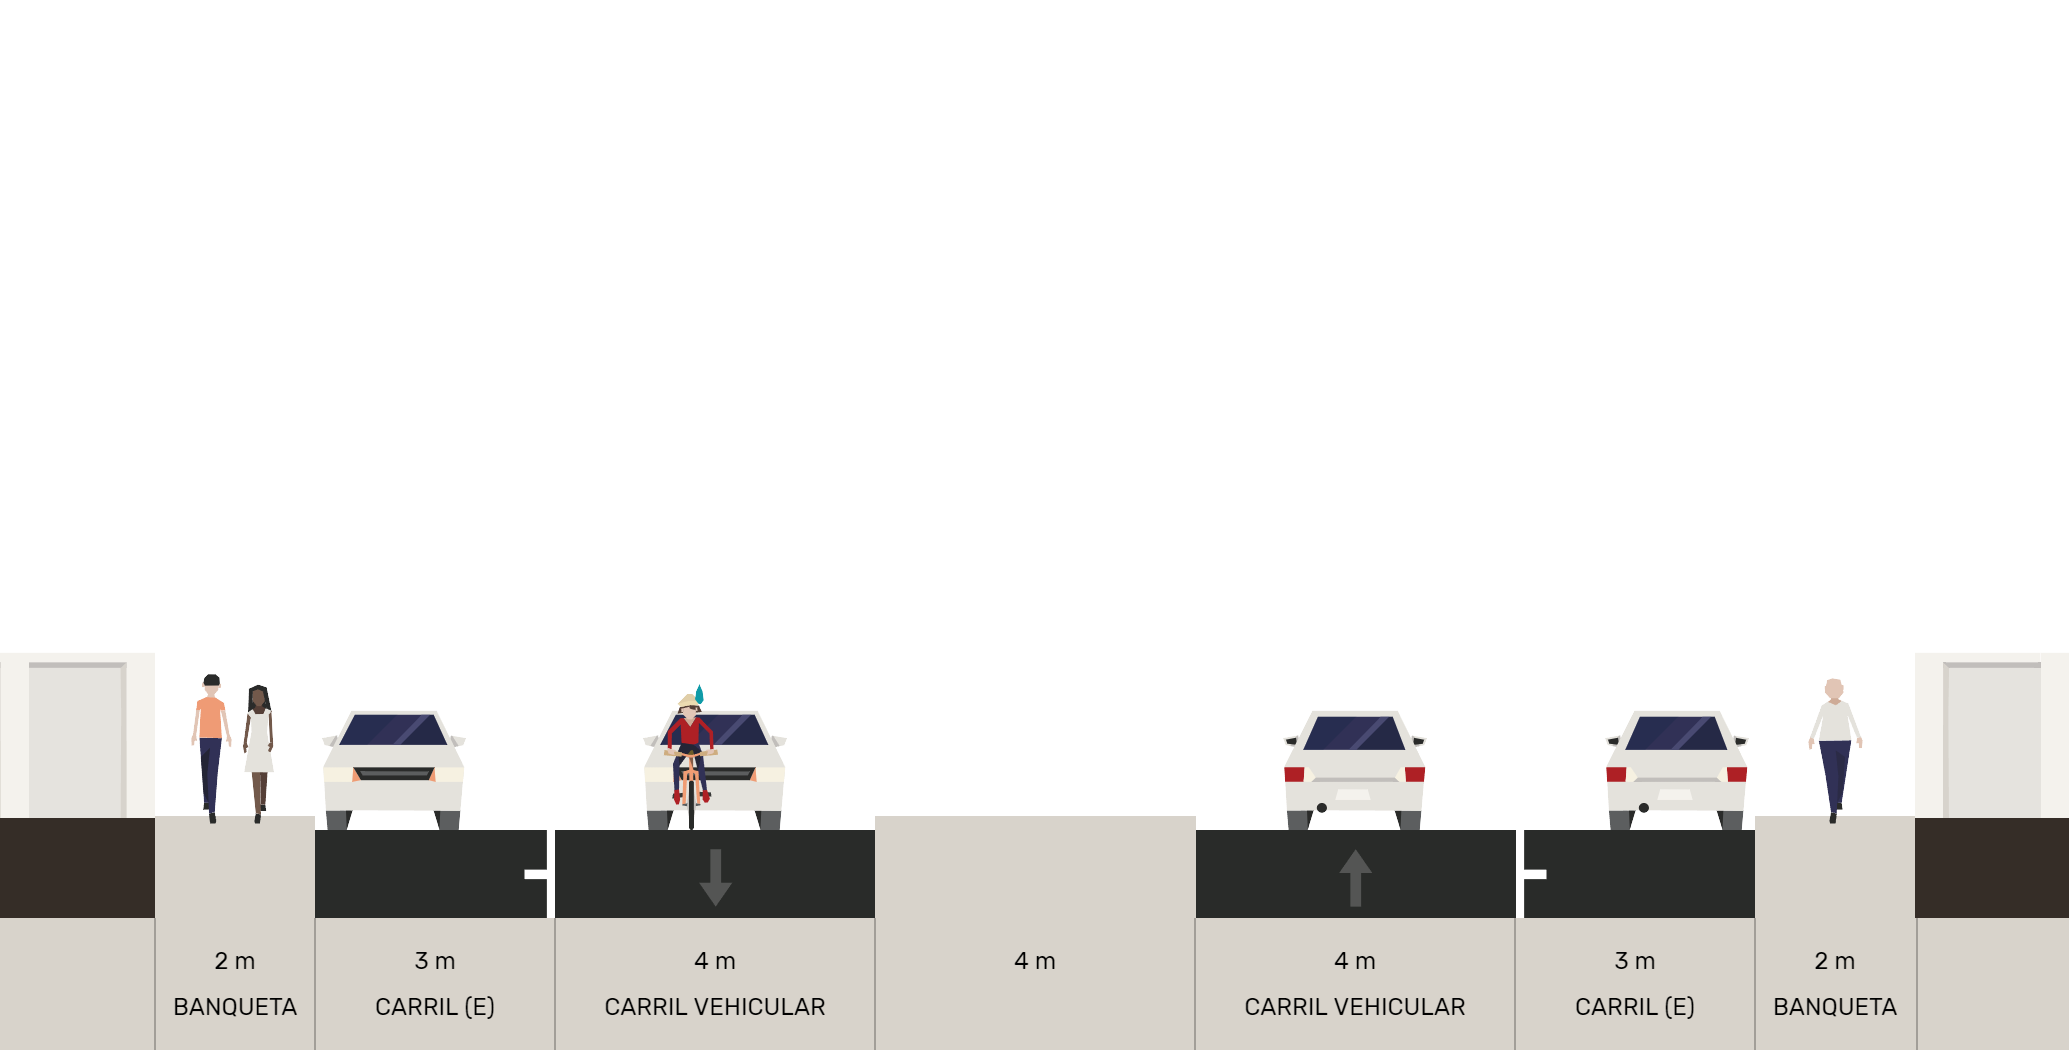 2 m
BANQUETA
3 m
CARRIL (E)
4 m
CARRIL VEHICULAR
4 m
4 m
CARRIL VEHICULAR
3 m
CARRIL (E)
2 m
BANQUETA